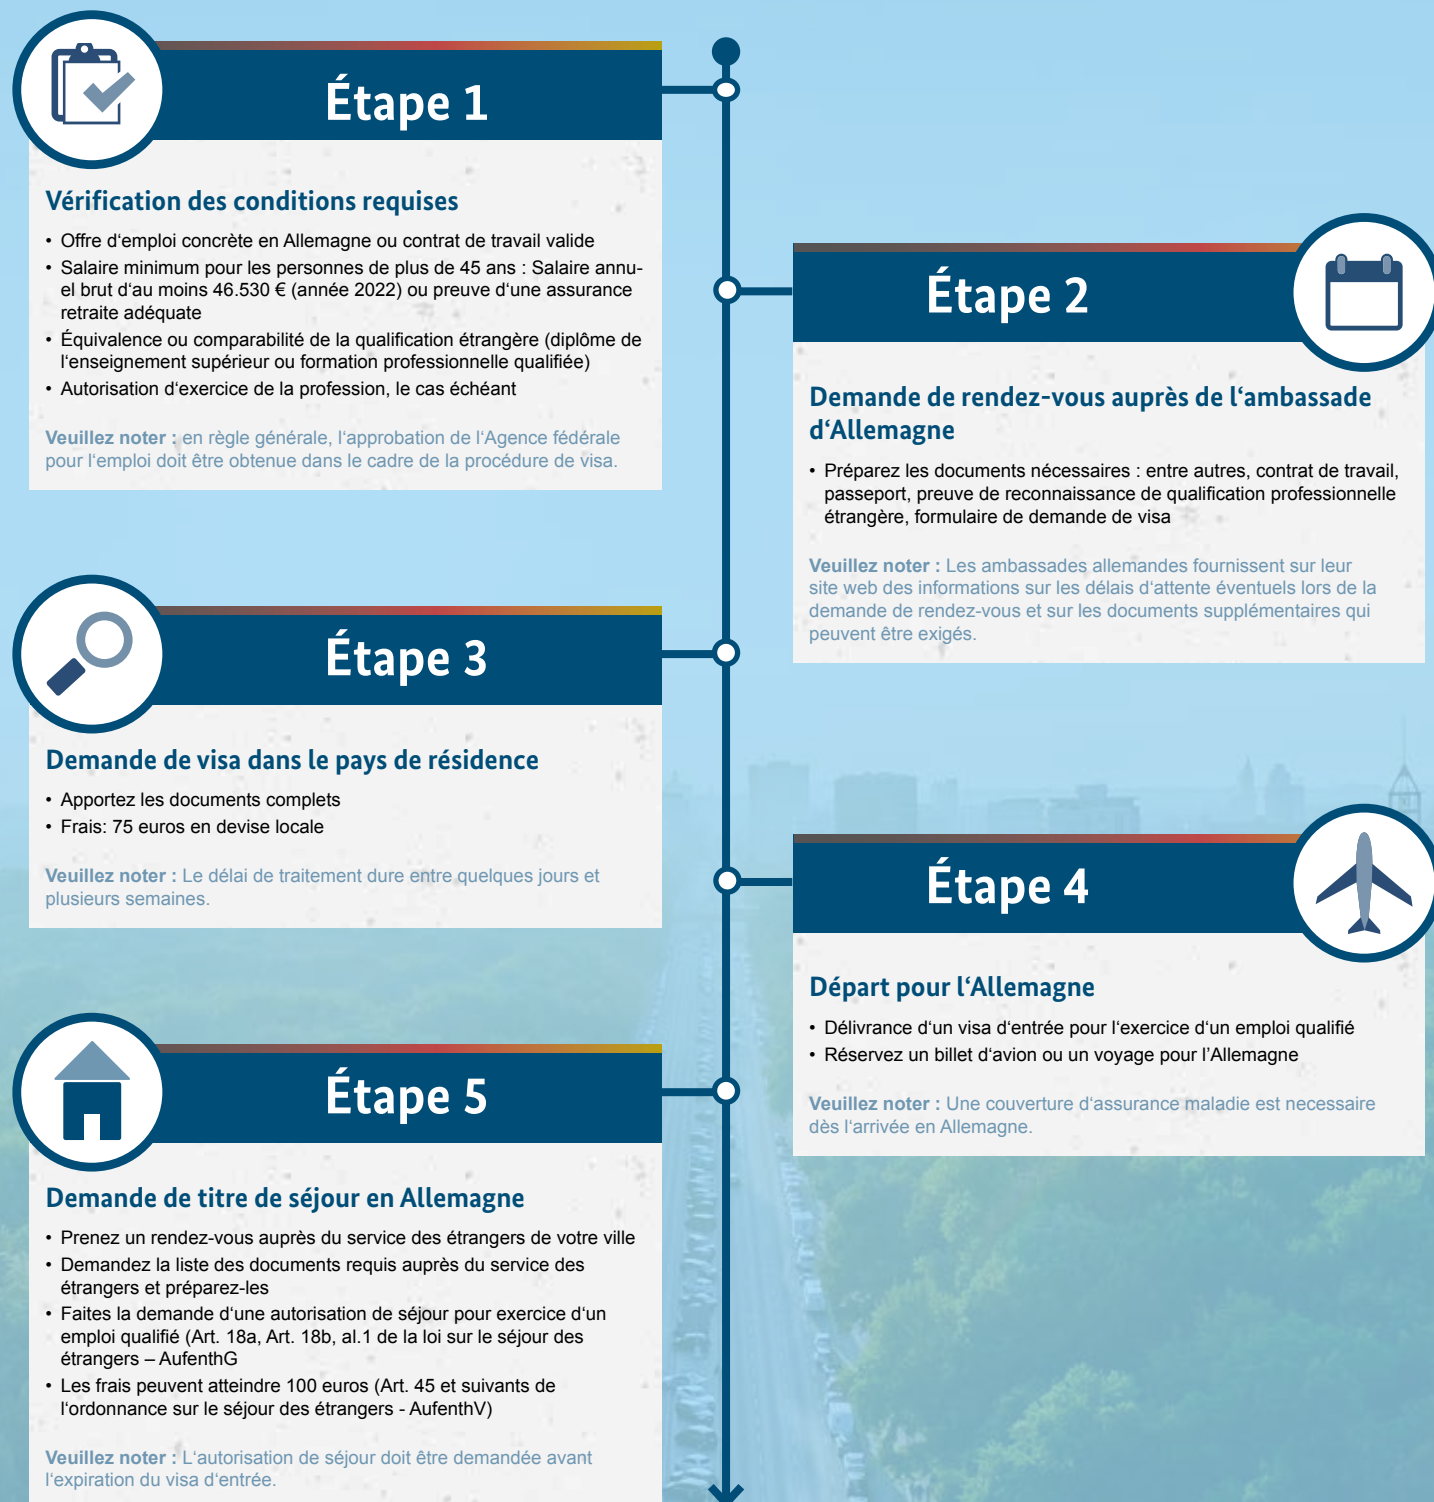 Étape 1
Vérification des conditions requises
• Offre d‘emploi concrète en Allemagne ou contrat de travail valide
• Salaire minimum pour les personnes de plus de 45 ans : Salaire annu-
el brut d‘au moins 46.530 € (année 2022) ou preuve d‘une assurance
retraite adéquate
• Équivalence ou comparabilité de la qualification étrangère (diplôme de
l‘enseignement supérieur ou formation professionnelle qualifiée)
• Autorisation d‘exercice de la profession, le cas échéant
Veuillez noter : en règle générale, l‘approbation de l‘Agence fédérale
pour l‘emploi doit être obtenue dans le cadre de la procédure de visa.
Étape 2
Demande de rendez-vous auprès de l‘ambassade
d‘Allemagne
• Préparez les documents nécessaires : entre autres, contrat de travail,
passeport, preuve de reconnaissance de qualification professionnelle
étrangère, formulaire de demande de visa
Veuillez noter : Les ambassades allemandes fournissent sur leur
site web des informations sur les délais d‘attente éventuels lors de la
demande de rendez-vous et sur les documents supplémentaires qui
peuvent être exigés.
Étape 3
Demande de visa dans le pays de résidence
• Apportez les documents complets
• Frais: 75 euros en devise locale
Veuillez noter : Le délai de traitement dure entre quelques jours et
plusieurs semaines.
Étape 4
Départ pour l‘Allemagne
• Délivrance d‘un visa d‘entrée pour l‘exercice d‘un emploi qualifié
• Réservez un billet d‘avion ou un voyage pour l’Allemagne
Veuillez noter : Une couverture d‘assurance maladie est necessaire
dès l‘arrivée en Allemagne.
Étape 5
Demande de titre de séjour en Allemagne
• Prenez un rendez-vous auprès du service des étrangers de votre ville
• Demandez la liste des documents requis auprès du service des
étrangers et préparez-les
• Faites la demande d‘une autorisation de séjour pour exercice d‘un
emploi qualifié (Art. 18a, Art. 18b, al.1 de la loi sur le séjour des
étrangers – AufenthG
• Les frais peuvent atteindre 100 euros (Art. 45 et suivants de
l‘ordonnance sur le séjour des étrangers - AufenthV)
Veuillez noter : L‘autorisation de séjour doit être demandée avant
l‘expiration du visa d‘entrée.